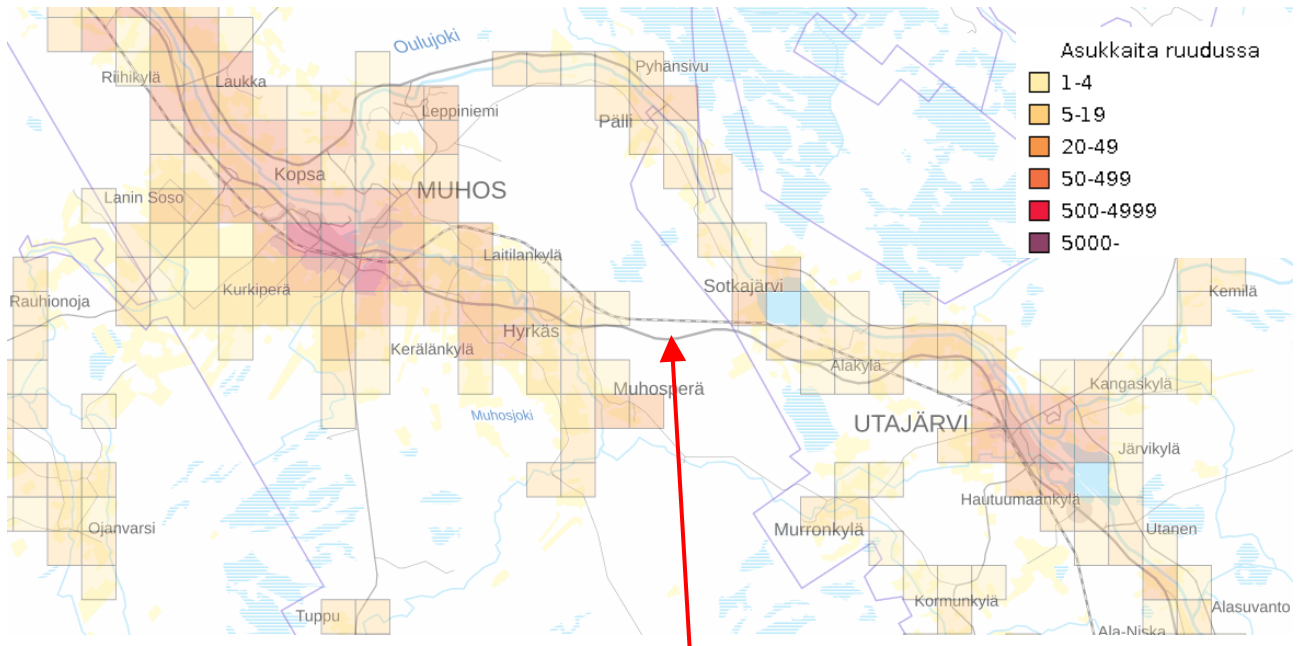 Oulujoki
Pyhänsivu
Riihikylä
Laukka
Leppiniemi
Pälli
Kopsa
MUHOS
Lanin Soso
Laitilankylä
Sotkajärvi
Rauhionoja
Kurkiperä
Kemilä
Hyrkäs
Kerälänkylä
Alakylä
Muhosperä
Kangaskylä
Muhosjoki
UTAJÄRVI
Järvikylä
Hautuumaankylä
Ojanvarsi
Murronkylä
Utanen
Kormunkylä
Alasuvanto
Tuppu
Ala-Niska
Asukkaita ruudussa
1-4
5-19
20-49
50-499
500-4999
5000-